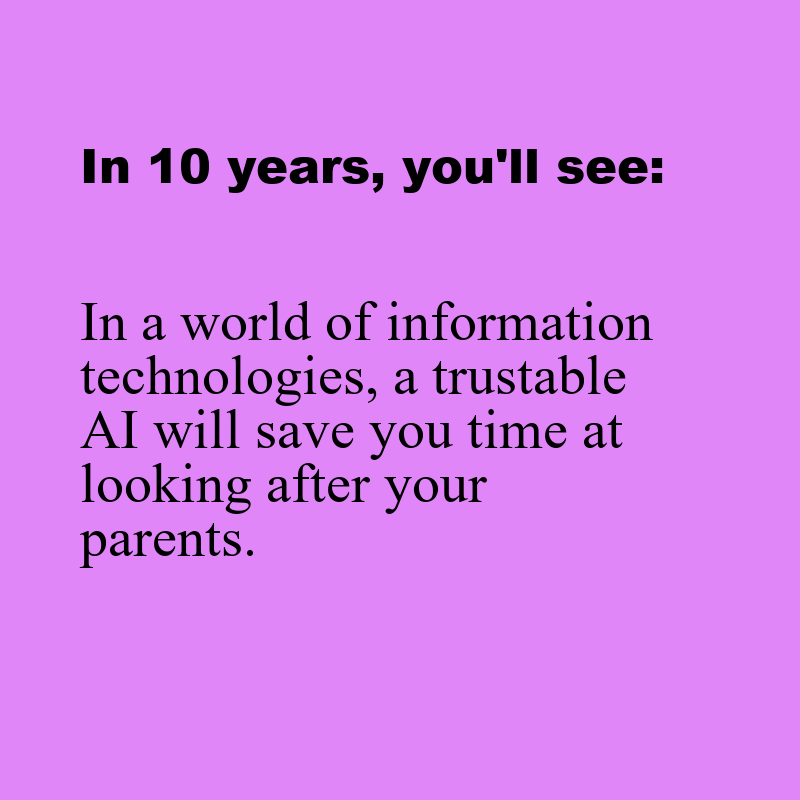 In 10 years, you'll see:
In a world of information
technologies, a trustable
AI will save you time at
looking after your
parents.